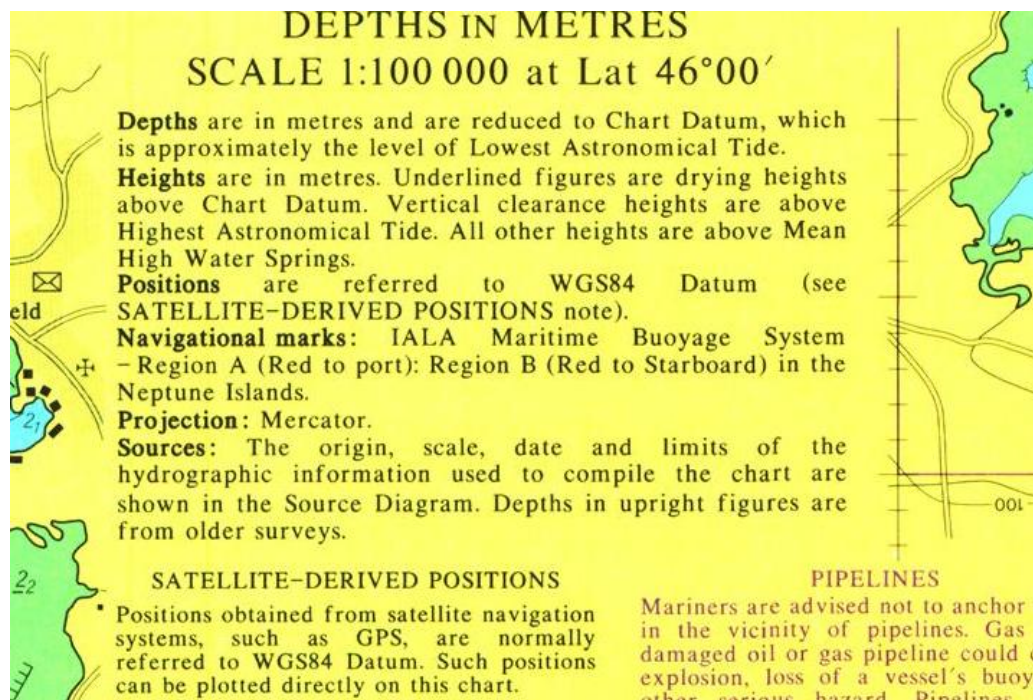 DEPTHS IN METRES
SCALE 1:100 000 at Lat 46°00′
Depths are in metres and are reduced to Chart Datum, which
is approximately the level of Lowest Astronomical Tide.
Heights are in metres. Underlined figures are drying heights
above Chart Datum. Vertical clearance heights are above
Highest Astronomical Tide. All other heights are above Mean
High Water Springs.
Positions are referred to WGS84 Datum (see
SATELLITE-DERIVED POSITIONS note).
Navigational marks: IALA Maritime Buoyage System
- Region A (Red to port): Region B (Red to Starboard) in the
Neptune Islands.
Projection: Mercator.
Sources: The origin, scale, date and limits of the
hydrographic information used to compile the chart are
shown in the Source Diagram. Depths in upright figures are
from older surveys.
eld
2₁
100
2₂
SATELLITE-DERIVED POSITIONS
Positions obtained from satellite navigation
systems, such as GPS, are normally
referred to WGS84 Datum. Such positions
can be plotted directly on this chart.
PIPELINES
Mariners are advised not to anchor
in the vicinity of pipelines. Gas
damaged oil or gas pipeline could
explosion, loss of a vessel's buoy
other serious hazard. Pipelines